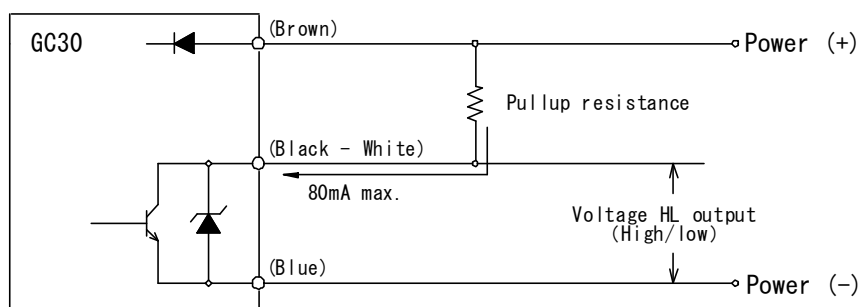 GC30
(Brown)
Power (+)
Pullup resistance
(Black - White)
80mA max.
Voltage HL output
(High/low)
(Blue)
Power (-)